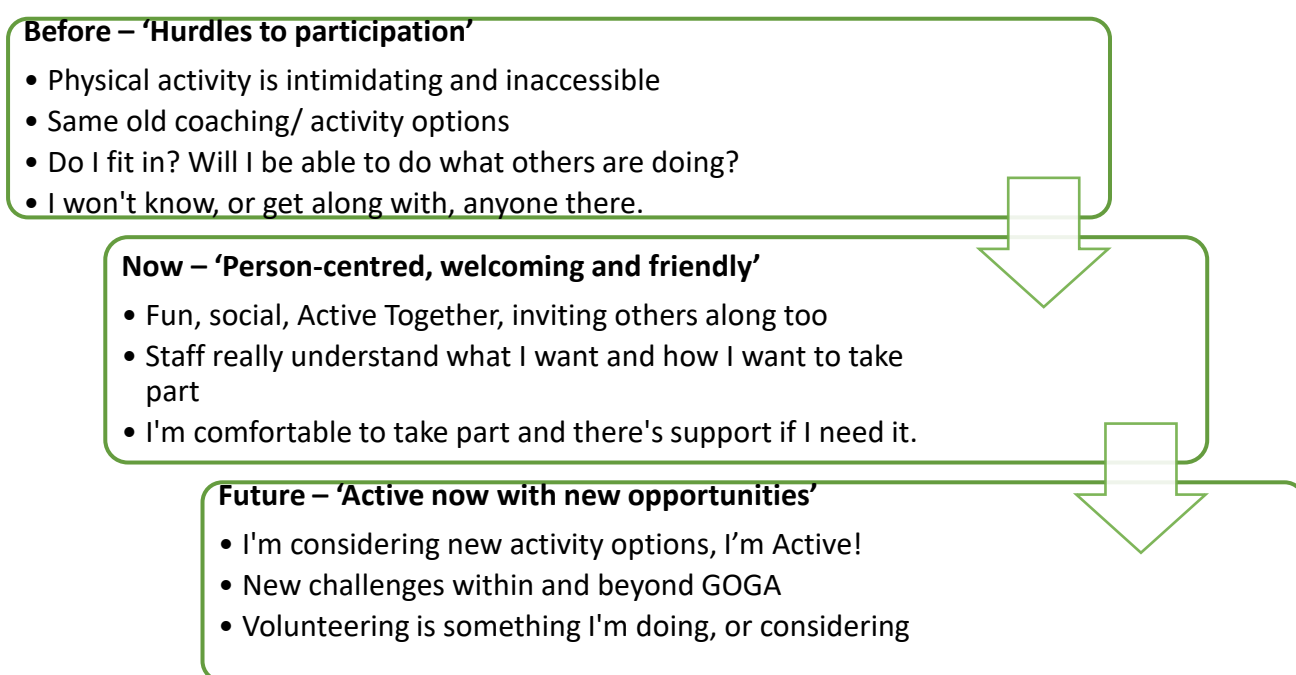 Before – ‘Hurdles to participation’
• Physical activity is intimidating and inaccessible
• Same old coaching/ activity options
• Do I fit in? Will I be able to do what others are doing?
• I won't know, or get along with, anyone there.
Now – ‘Person-centred, welcoming and friendly’
• Fun, social, Active Together, inviting others along too
• Staff really understand what I want and how I want to take
part
• I'm comfortable to take part and there's support if I need it.
Future – ‘Active now with new opportunities’
• I'm considering new activity options, I’m Active!
• New challenges within and beyond GOGA
• Volunteering is something I'm doing, or considering